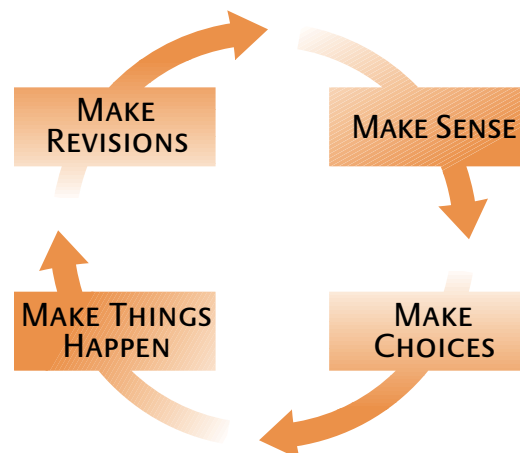 Make
Revisions
Make Sense
Make Things
Happen
Make
Choices